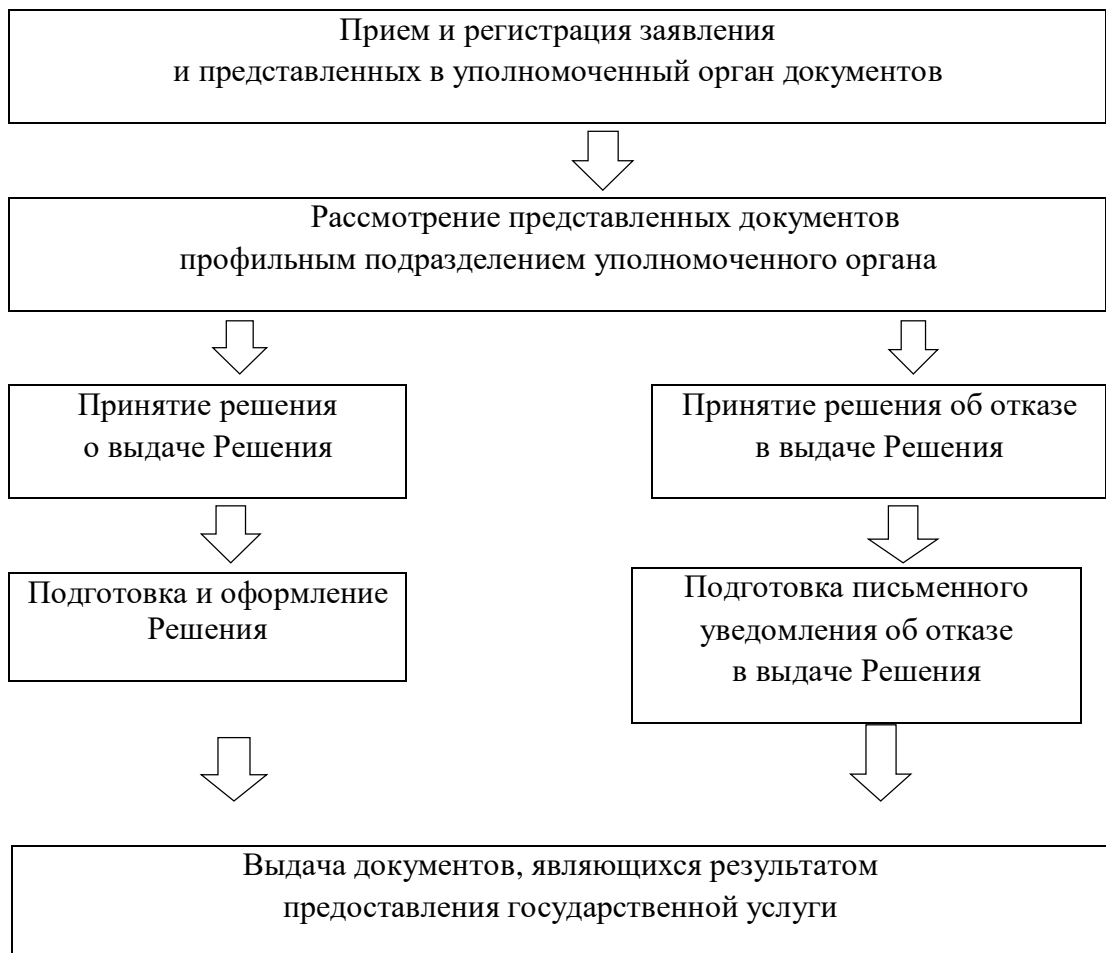 Прием и регистрация заявления
и представленных в уполномоченный орган документов
Рассмотрение представленных документов
профильным подразделением уполномоченного органа
Принятие решения
о выдаче Решения
Принятие решения об отказе
в выдаче Решения
Подготовка и оформление
Решения
Подготовка письменного
уведомления об отказе
в выдаче Решения
Выдача документов, являющихся результатом
предоставления государственной услуги